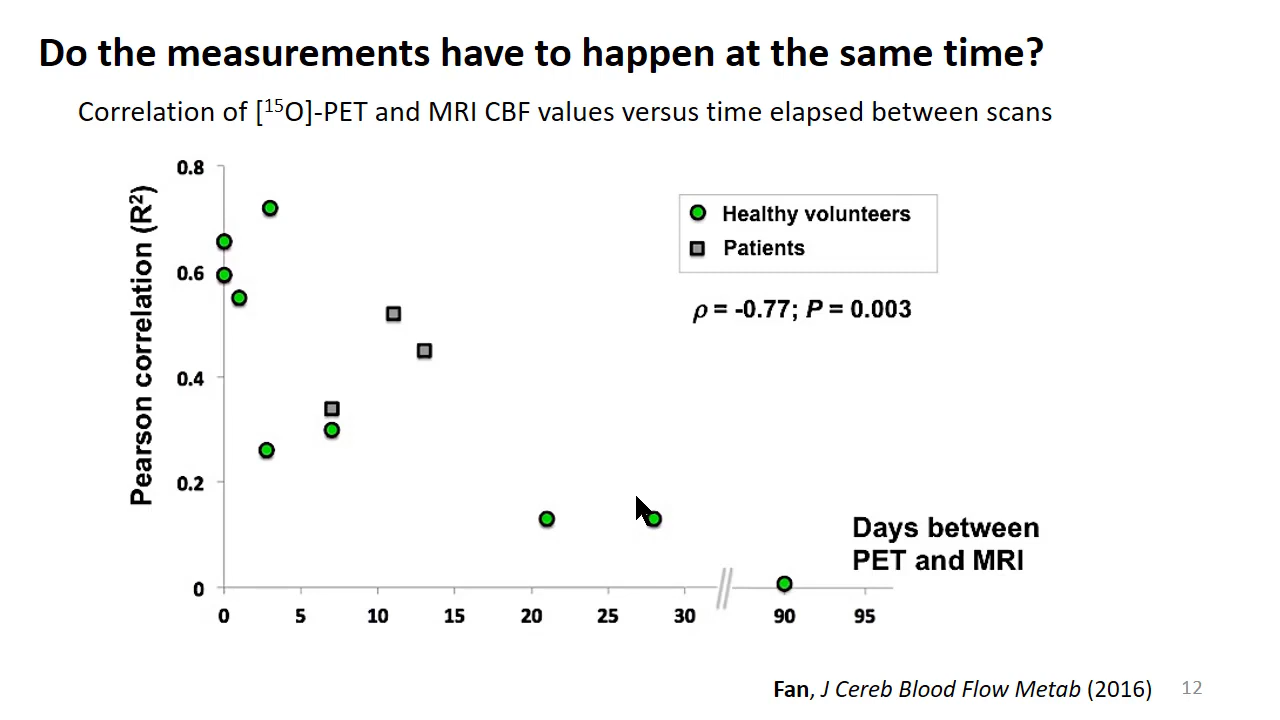 Do the measurements have to happen at the same time?
Correlation of [¹⁵O]-PET and MRI CBF values versus time elapsed between scans
Pearson correlation (R²)
0.8
0.6
0.4
0.2
0
Healthy volunteers
Patients
ρ = -0.77; P = 0.003
Days between
PET and MRI
0 5 10 15 20 25 30 90 95
Fan, J Cereb Blood Flow Metab (2016) 12